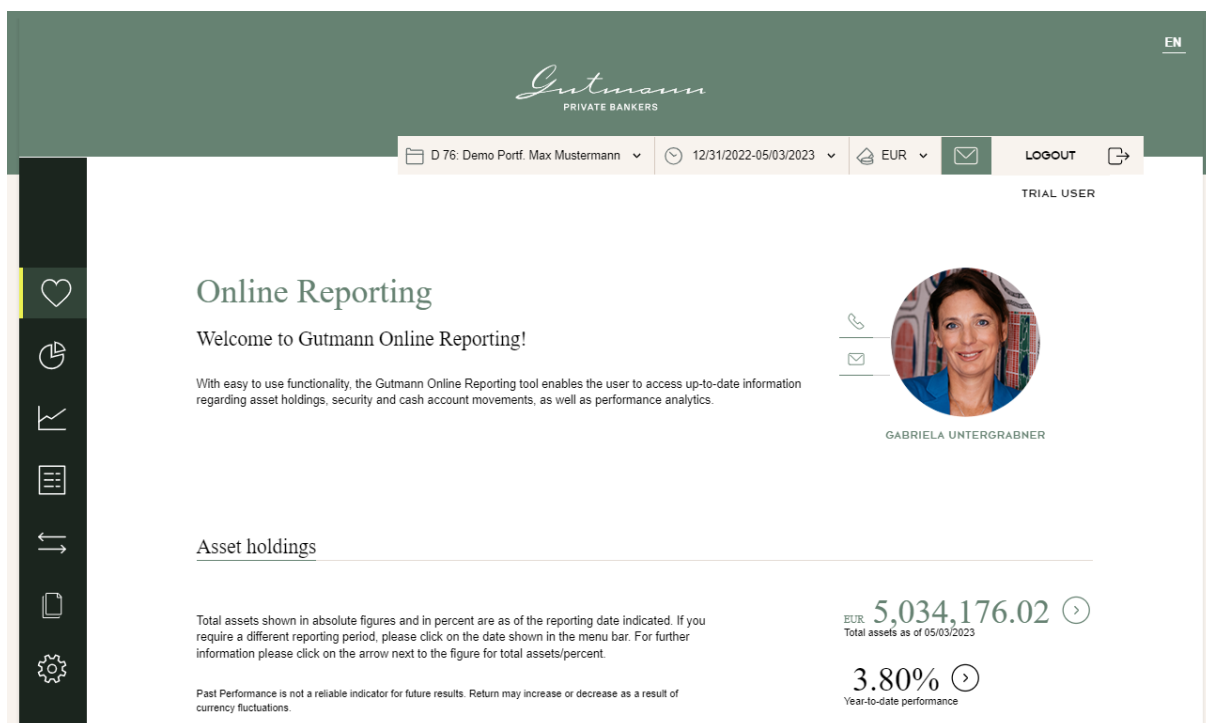 EN
Gutmann
PRIVATE BANKERS
D 76: Demo Portf. Max Mustermann
12/31/2022-05/03/2023
EUR
LOGOUT
TRIAL USER
Online Reporting
Welcome to Gutmann Online Reporting!
With easy to use functionality, the Gutmann Online Reporting tool enables the user to access up-to-date information
regarding asset holdings, security and cash account movements, as well as performance analytics.
GABRIELA UNTERGRABNER
Asset holdings
Total assets shown in absolute figures and in percent are as of the reporting date indicated. If you
require a different reporting period, please click on the date shown in the menu bar. For further
information please click on the arrow next to the figure for total assets/percent.
Past Performance is not a reliable indicator for future results. Return may increase or decrease as a result of
currency fluctuations.
EUR 5,034,176.02
Total assets as of 05/03/2023
3.80%
Year-to-date performance